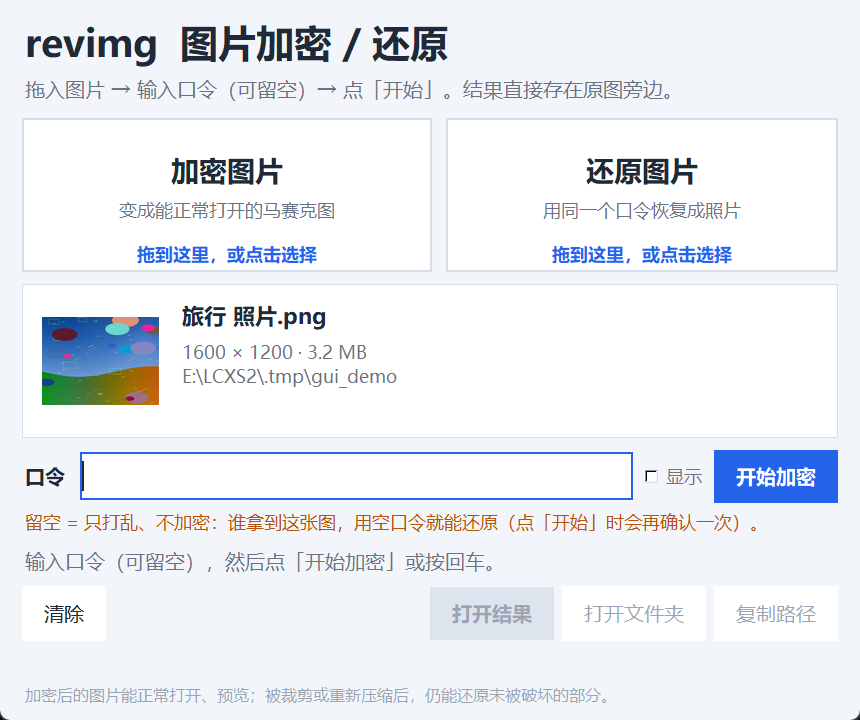 revimg 图片加密 / 还原
拖入图片 → 输入口令（可留空）→ 点「开始」。结果直接存在原图旁边。
加密图片
变成能正常打开的马赛克图
拖到这里，或点击选择
还原图片
用同一个口令恢复成照片
拖到这里，或点击选择
旅行 照片.png
1600 × 1200 · 3.2 MB
E:\LCXS2\.tmp\gui_demo
口令
显示
开始加密
留空 = 只打乱、不加密：谁拿到这张图，用空口令就能还原（点「开始」时会再确认一次）。
输入口令（可留空），然后点「开始加密」或按回车。
清除
打开结果
打开文件夹
复制路径
加密后的图片能正常打开、预览；被裁剪或重新压缩后，仍能还原未被破坏的部分。